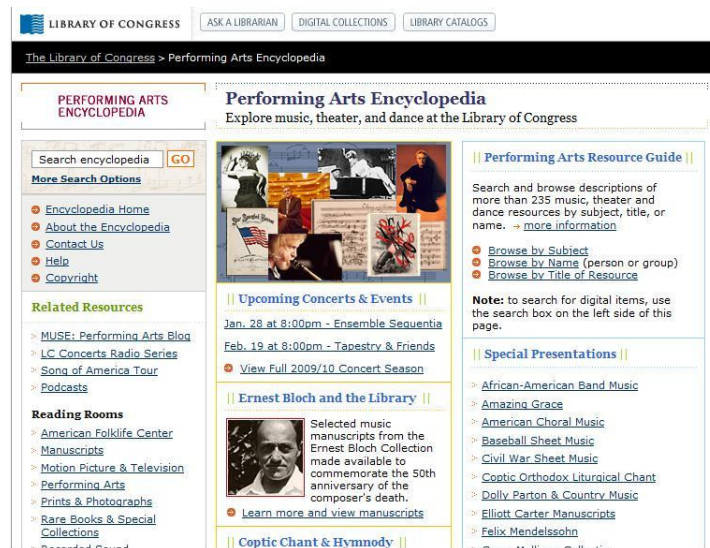 LIBRARY OF CONGRESS
ASK A LIBRARIAN
DIGITAL COLLECTIONS
LIBRARY CATALOGS
The Library of Congress > Performing Arts Encyclopedia
PERFORMING ARTS
ENCYCLOPEDIA
Search encyclopedia GO
More Search Options
Encyclopedia Home
About the Encyclopedia
Contact Us
Help
Copyright
Related Resources
MUSE: Performing Arts Blog
LC Concerts Radio Series
Song of America Tour
Podcasts
Reading Rooms
American Folklife Center
Manuscripts
Motion Picture & Television
Performing Arts
Prints & Photographs
Rare Books & Special
Collections
Recorded Sound
Performing Arts Encyclopedia
Explore music, theater, and dance at the Library of Congress
|| Upcoming Concerts & Events ||
Jan. 28 at 8:00pm - Ensemble Sequentia
Feb. 19 at 8:00pm - Tapestry & Friends
View Full 2009/10 Concert Season
|| Ernest Bloch and the Library ||
Selected music
manuscripts from the
Ernest Bloch Collection
made available to
commemorate the 50th
anniversary of the
composer's death.
Learn more and view manuscripts
|| Coptic Chant & Hymnody ||
|| Performing Arts Resource Guide ||
Search and browse descriptions of
more than 235 music, theater and
dance resources by subject, title, or
name. → more information
Browse by Subject
Browse by Name (person or group)
Browse by Title of Resource
Note: to search for digital items, use
the search box on the left side of this
page.
|| Special Presentations ||
African-American Band Music
Amazing Grace
American Choral Music
Baseball Sheet Music
Civil War Sheet Music
Coptic Orthodox Liturgical Chant
Dolly Parton & Country Music
Elliott Carter Manuscripts
Felix Mendelssohn